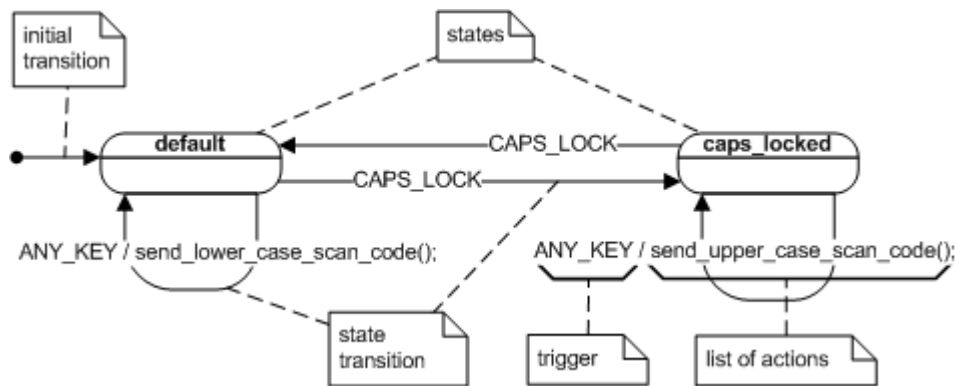 initial
transition
states
default
caps_locked
CAPS_LOCK
CAPS_LOCK
ANY_KEY / send_lower_case_scan_code();
ANY_KEY / send_upper_case_scan_code();
state
transition
trigger
list of actions